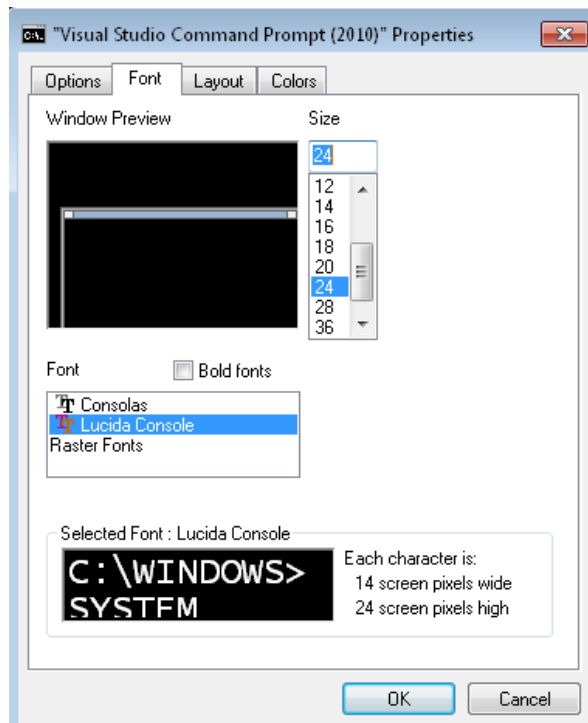 "Visual Studio Command Prompt (2010)" Properties
Options Font Layout Colors
Window Preview Size
24
12
14
16
18
20
24
28
36
Font Bold fonts
Consolas
Lucida Console
Raster Fonts
Selected Font : Lucida Console
C:\WINDOWS>
SYSTEM
Each character is:
14 screen pixels wide
24 screen pixels high
OK Cancel